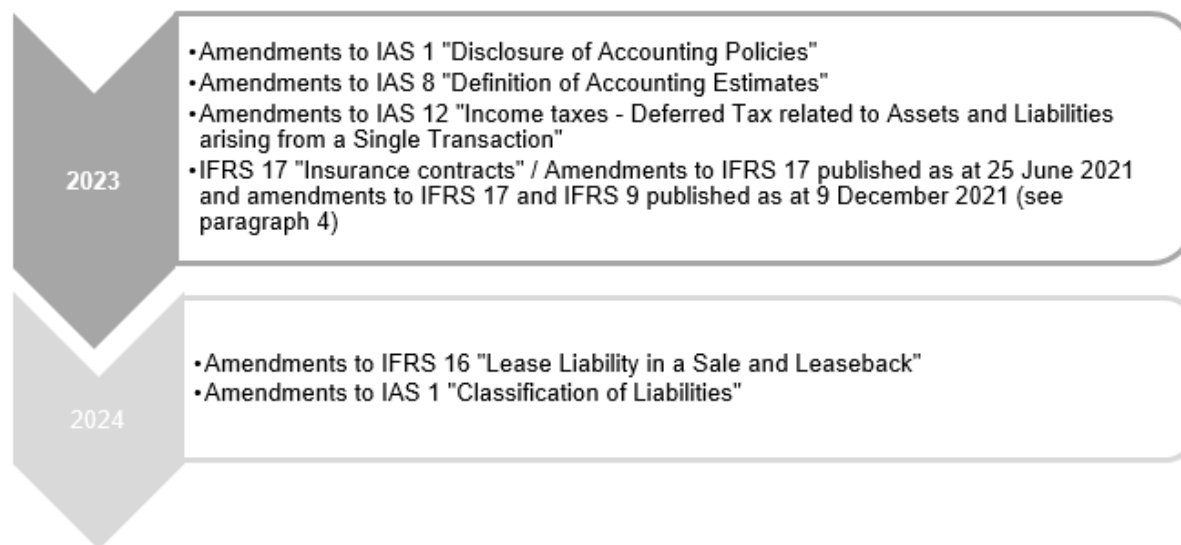 2023
•Amendments to IAS 1 "Disclosure of Accounting Policies"
•Amendments to IAS 8 "Definition of Accounting Estimates"
•Amendments to IAS 12 "Income taxes - Deferred Tax related to Assets and Liabilities
arising from a Single Transaction"
•IFRS 17 "Insurance contracts" / Amendments to IFRS 17 published as at 25 June 2021
and amendments to IFRS 17 and IFRS 9 published as at 9 December 2021 (see
paragraph 4)
2024
•Amendments to IFRS 16 "Lease Liability in a Sale and Leaseback"
•Amendments to IAS 1 "Classification of Liabilities"